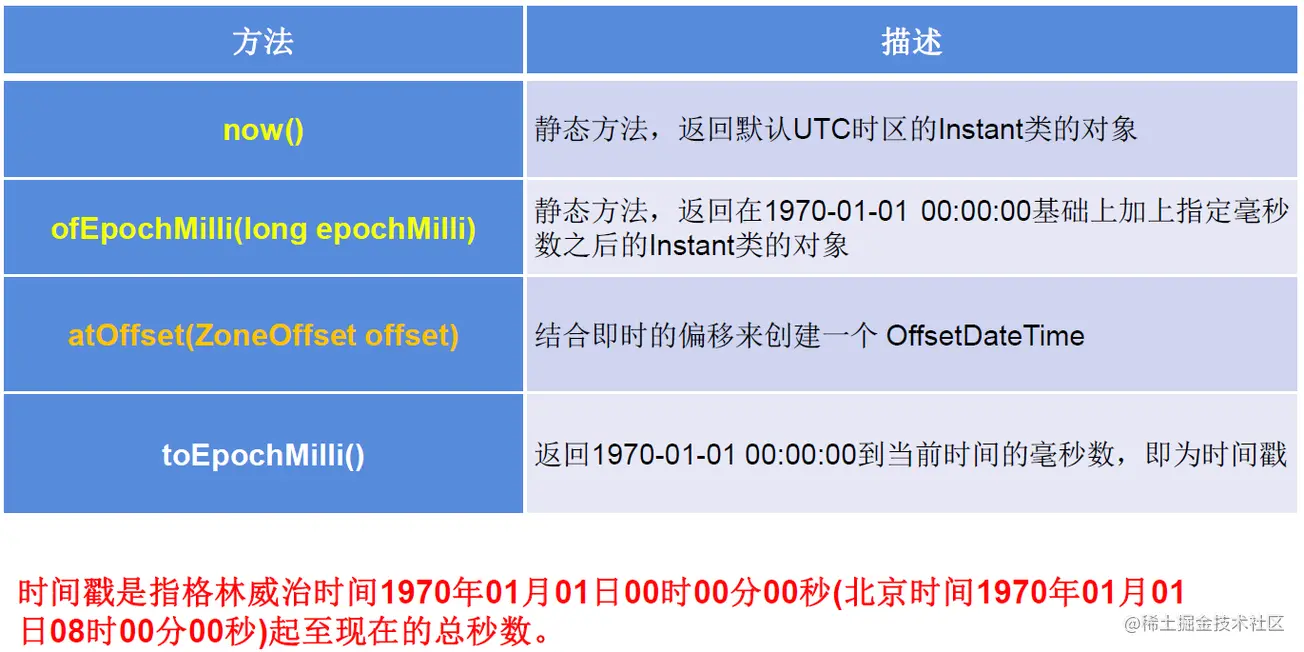 方法
描述
now()
静态方法，返回默认UTC时区的Instant类的对象
ofEpochMilli(long epochMilli)
静态方法，返回在1970-01-01 00:00:00基础上加上指定毫秒
数之后的Instant类的对象
atOffset(ZoneOffset offset)
结合即时的偏移来创建一个 OffsetDateTime
toEpochMilli()
返回1970-01-01 00:00:00到当前时间的毫秒数，即为时间戳
时间戳是指格林威治时间1970年01月01日00时00分00秒(北京时间1970年01月01
日08时00分00秒)起至现在的总秒数。
@稀土掘金技术社区